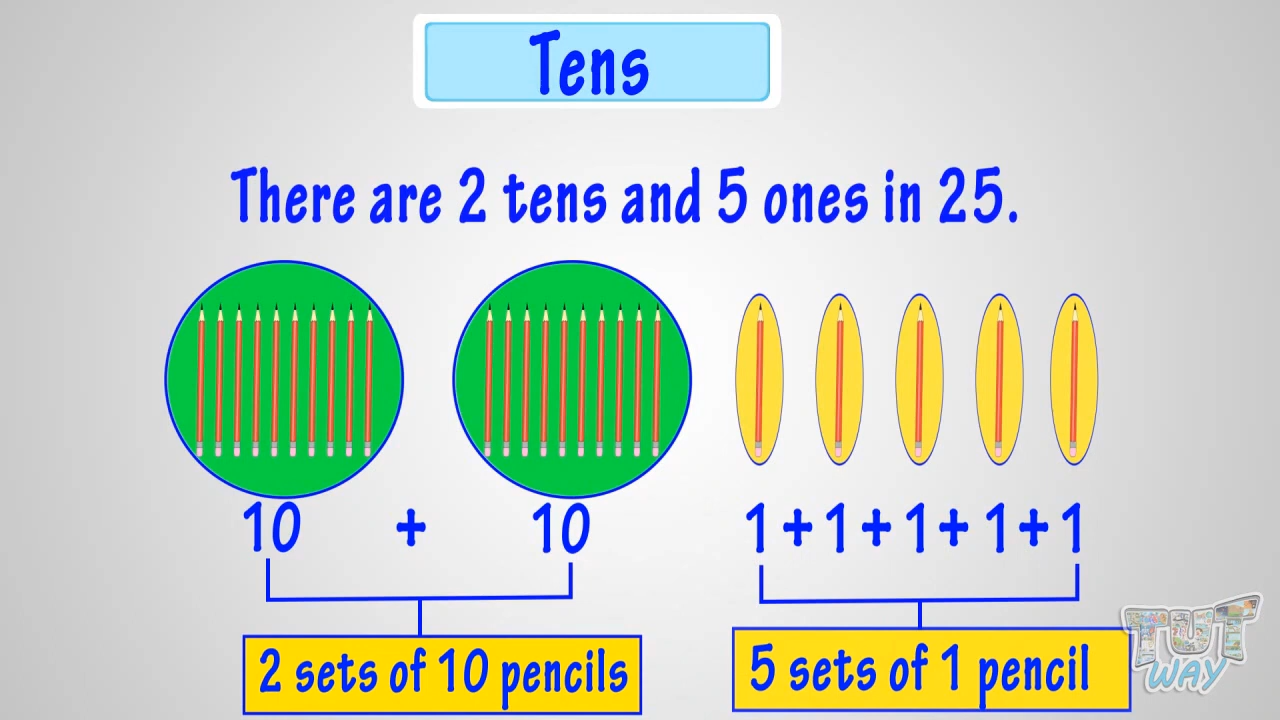 Tens
There are 2 tens and 5 ones in 25.
10 + 10
1 + 1 + 1 + 1 + 1
2 sets of 10 pencils
5 sets of 1 pencil
TUT
WAY